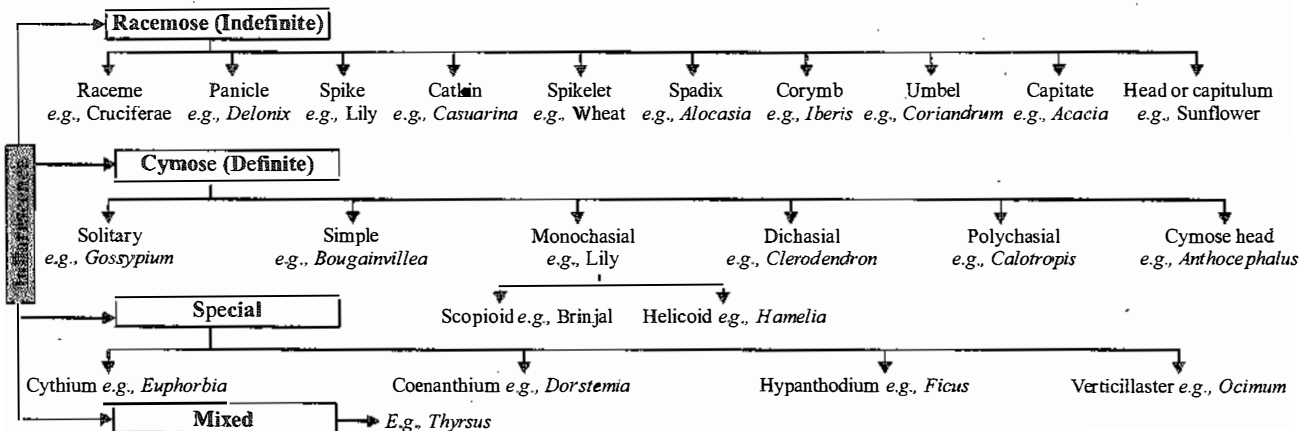 Racemose (Indefinite)
Raceme Panicle Spike Catkin Spikelet Spadix Corymb Umbel Capitate Head or capitulum
e.g., Cruciferae e.g., Delonix e.g., Lily e.g., Casuarina e.g., Wheat e.g., Alocasia e.g., Iberis e.g., Coriandrum e.g., Acacia e.g., Sunflower
Cymose (Definite)
Solitary Simple Monochasial Dichasial Polychasial Cymose head
e.g., Gossypium e.g., Bougainvillea e.g., Lily e.g., Clerodendron e.g., Calotropis e.g., Anthocephalus
Scopioid e.g., Brinjal Helicoid e.g., Hamelia
Special
Cythium e.g., Euphorbia Coenanthium e.g., Dorstemia Hypanthodium e.g., Ficus Verticillaster e.g., Ocimum
Mixed E.g., Thyrsus